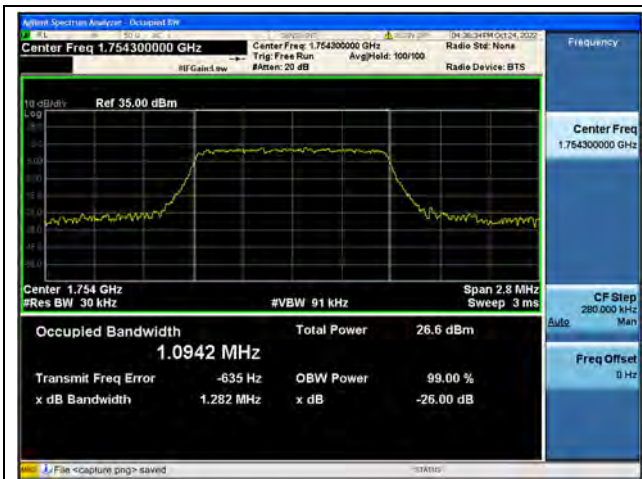 Agilent Spectrum Analyzer - Occupied BW
RL
50 Ω
AC
04:36:34 PM Oct 24, 2022
Center Freq 1.754300000 GHz
Center Freq: 1.754300000 GHz
Radio Std: None
Frequency
Trig: Free Run
Avg|Hold: 100/100
#IFGain:Low
#Atten: 20 dB
Radio Device: BTS
10 dB/div
Ref 35.00 dBm
Log
Center Freq
1.754300000 GHz
Center 1.754 GHz
Span 2.8 MHz
#Res BW 30 kHz
#VBW 91 kHz
Sweep 3 ms
CF Step
280.000 kHz
Auto
Man
Occupied Bandwidth
Total Power
26.6 dBm
1.0942 MHz
Freq Offset
0 Hz
Transmit Freq Error
-635 Hz
OBW Power
99.00 %
x dB Bandwidth
1.282 MHz
x dB
-26.00 dB
MSG
File <capture.png> saved
STATUS